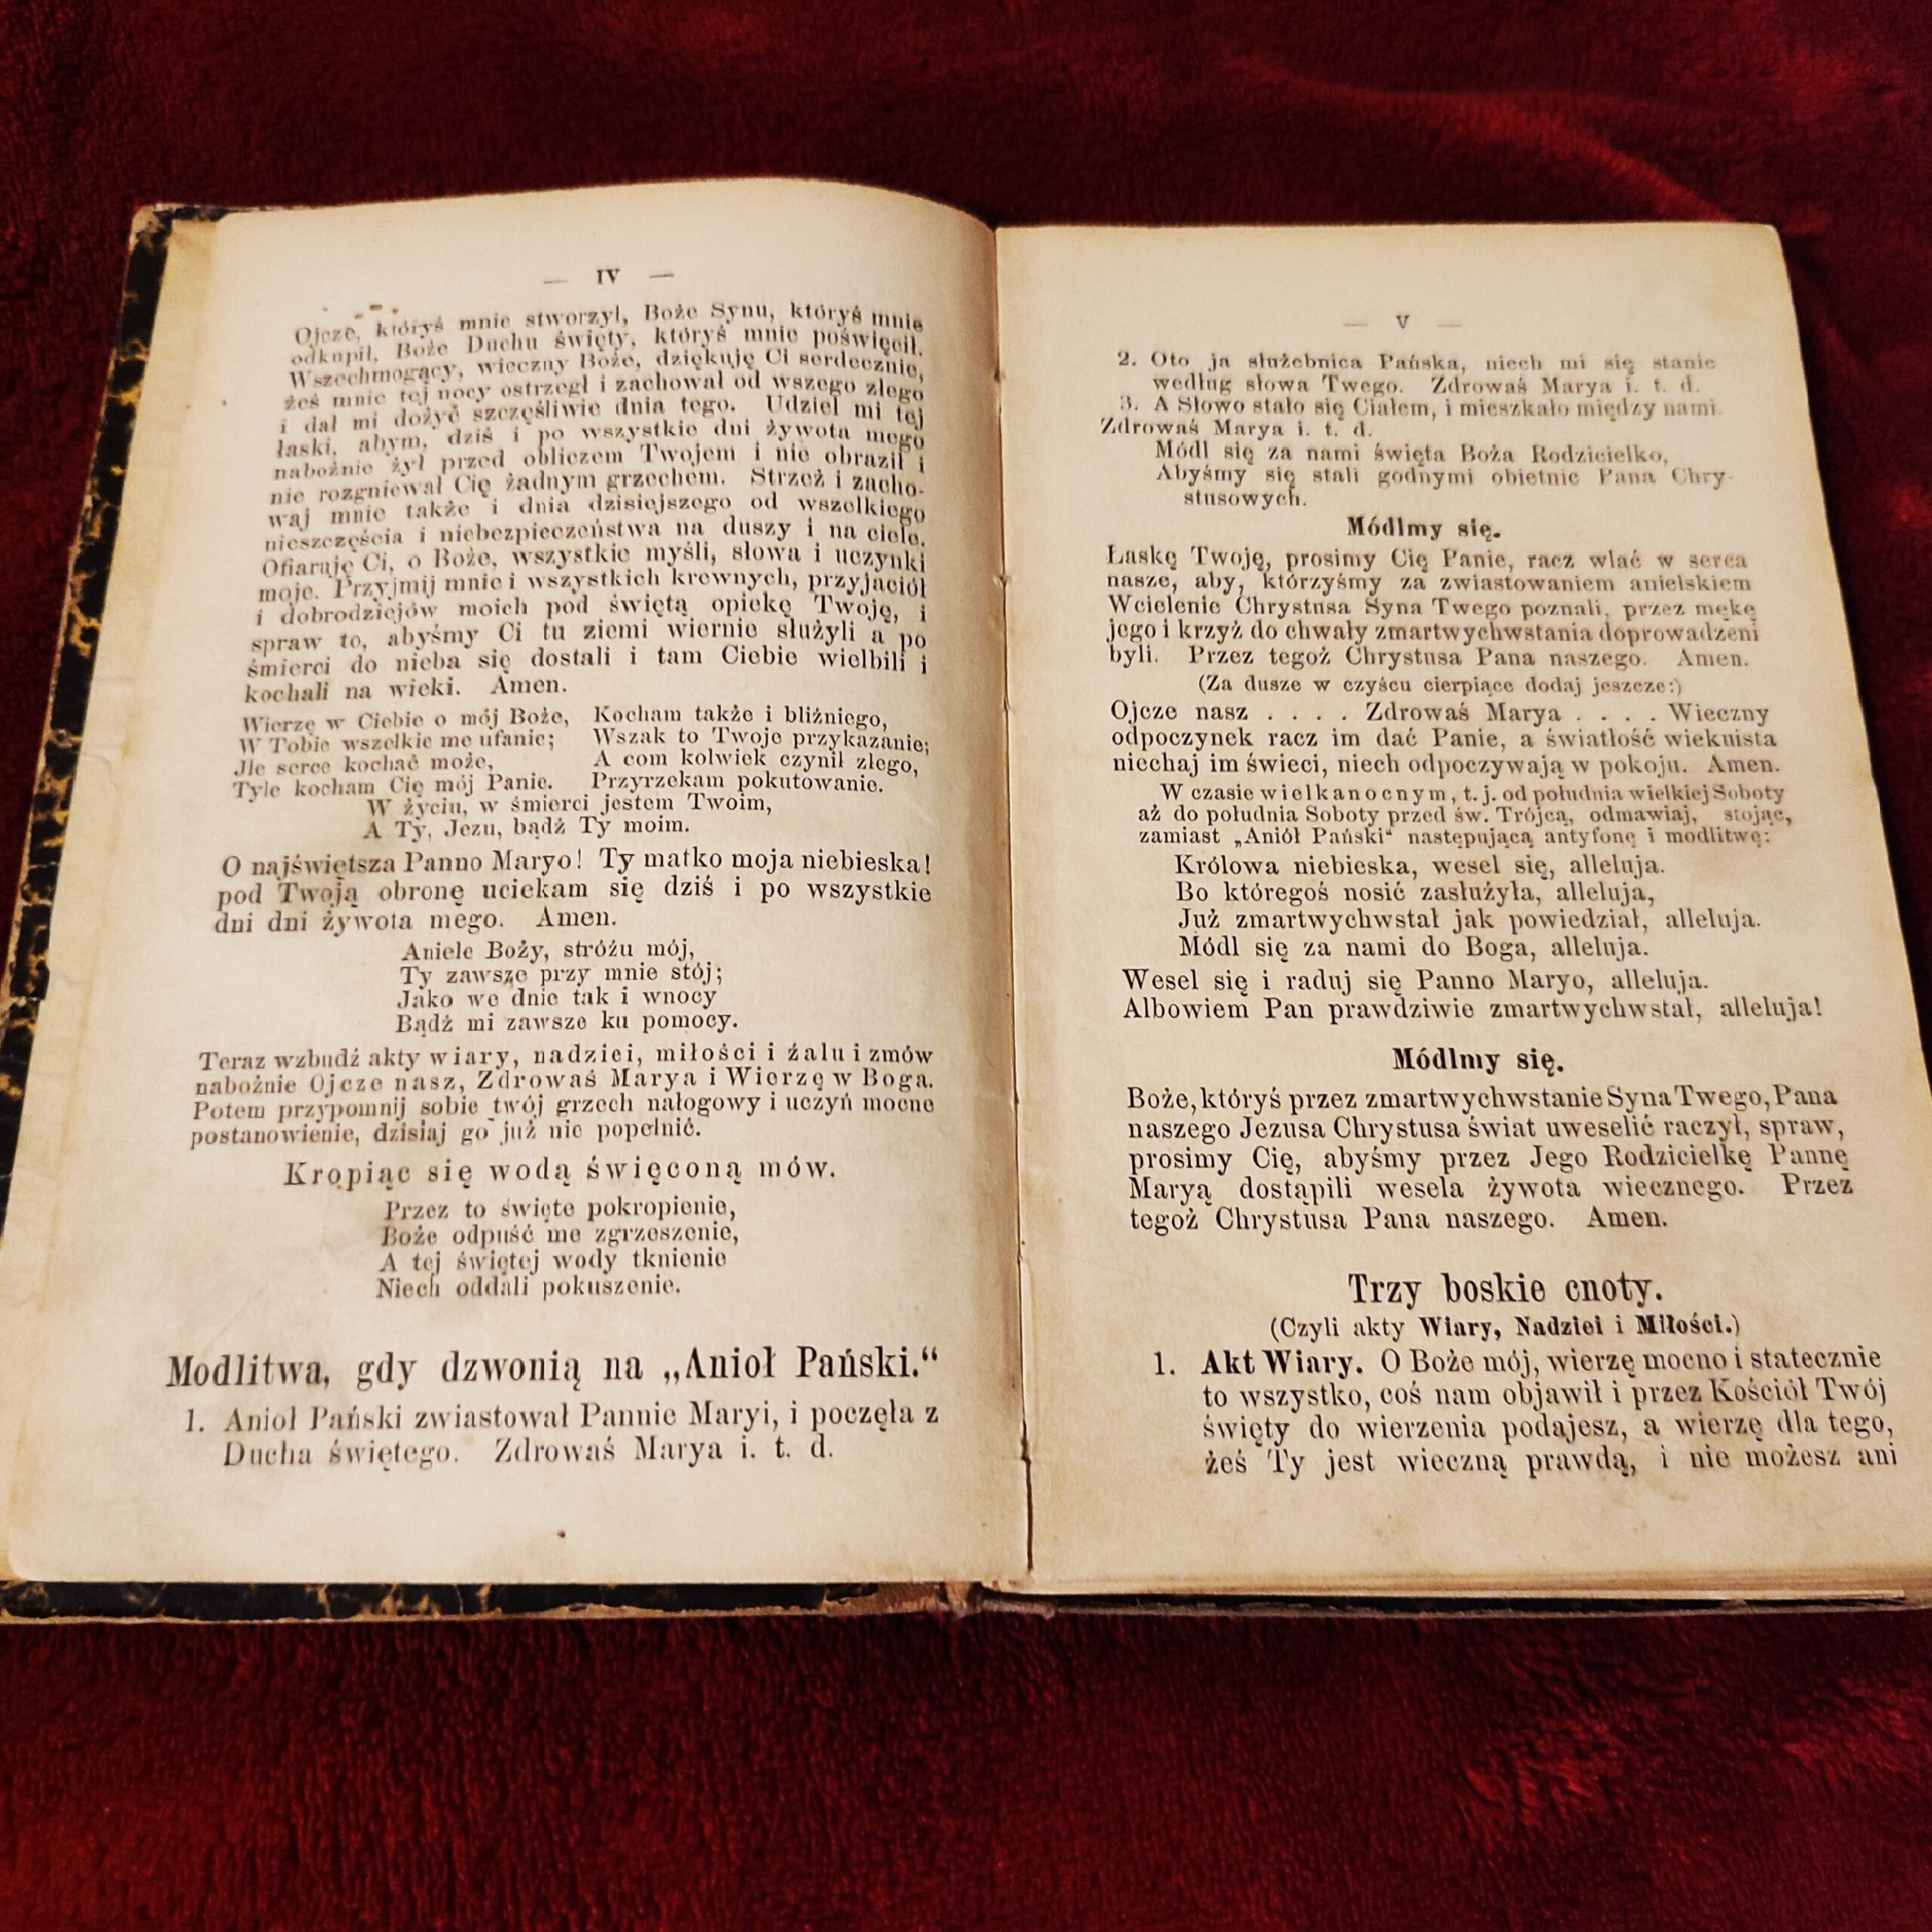 — IV —
Ojcze, któryś mnie stworzył, Boże Synu, któryś mnie
odkupił, Boże Duchu święty, któryś mnie poświęcił.
Wszechmogący, wieczny Boże, dziękuję Ci serdecznie,
żeś mnie tej nocy ostrzegł i zachował od wszego złego
i dał mi dożyć szczęśliwie dnia tego. Udziel mi tej
łaski, abym, dziś i po wszystkie dni żywota mego
nabożnie żył przed obliczem Twojem i nie obraził i
nie rozgniewał Cię żadnym grzechem. Strzeż i zacho-
waj mnie także i dnia dzisiejszego od wszelkiego
nieszczęścia i niebezpieczeństwa na duszy i na ciele.
Ofiaruję Ci, o Boże, wszystkie myśli, słowa i uczynki
moje. Przyjmij mnie i wszystkich krewnych, przyjaciół
i dobrodziejów moich pod świętą opiekę Twoję, i
spraw to, abyśmy Ci tu ziemi wiernie służyli a po
śmierci do nieba się dostali i tam Ciebie wielbili i
kochali na wieki. Amen.
Wierzę w Ciebie o mój Boże,
W Tobie wszelkie me ufanie;
Jle serce kochać może,
Tyle kocham Cię mój Panie.
Kocham także i bliźniego,
Wszak to Twoje przykazanie;
A com kolwiek czynił złego,
Przyrzekam pokutowanie.
W życiu, w śmierci jestem Twoim,
A Ty, Jezu, bądź Ty moim.
O najświętsza Panno Maryo! Ty matko moja niebieska!
pod Twoją obronę uciekam się dziś i po wszystkie
dni dni żywota mego. Amen.
Aniele Boży, stróżu mój,
Ty zawsze przy mnie stój;
Jako we dnie tak i wnocy
Bądź mi zawsze ku pomocy.
Teraz wzbudź akty wiary, nadziei, miłości i źalu i zmów
nabożnie Ojcze nasz, Zdrowaś Marya i Wierzę w Boga.
Potem przypomnij sobie twój grzech nałogowy i uczyń mocne
postanowienie, dzisiaj go już nie popełnić.
Kropiąc się wodą święconą mów.
Przez to święte pokropienie,
Boże odpuść me zgrzeszenie,
A tej świętej wody tknienie
Niech oddali pokuszenie.
Modlitwa, gdy dzwonią na „Anioł Pański.“
1. Anioł Pański zwiastował Pannie Maryi, i poczęła z
Ducha świętego. Zdrowaś Marya i. t. d.
— V —
2. Oto ja służebnica Pańska, niech mi się stanie
według słowa Twego. Zdrowaś Marya i. t. d.
3. A Słowo stało się Ciałem, i mieszkało między nami.
Zdrowaś Marya i. t. d.
Módl się za nami święta Boża Rodzicielko,
Abyśmy się stali godnymi obietnic Pana Chry-
stusowych.
Módlmy się.
Łaskę Twoję, prosimy Cię Panie, racz wlać w serca
nasze, aby, którzyśmy za zwiastowaniem anielskiem
Wcielenie Chrystusa Syna Twego poznali, przez mękę
jego i krzyż do chwały zmartwychwstania doprowadzeni
byli. Przez tegoż Chrystusa Pana naszego. Amen.
(Za dusze w czyścu cierpiące dodaj jeszcze:)
Ojcze nasz . . . . Zdrowaś Marya . . . . Wieczny
odpoczynek racz im dać Panie, a światłość wiekuista
niechaj im świeci, niech odpoczywają w pokoju. Amen.
W czasie wielkanocnym, t. j. od południa wielkiej Soboty
aż do południa Soboty przed św. Trójcą, odmawiaj, stojąc,
zamiast „Aniół Pański“ następującą antyfonę i modlitwę:
Królowa niebieska, wesel się, alleluja.
Bo któregoś nosić zasłużyła, alleluja,
Już zmartwychwstał jak powiedział, alleluja.
Módl się za nami do Boga, alleluja.
Wesel się i raduj się Panno Maryo, alleluja.
Albowiem Pan prawdziwie zmartwychwstał, alleluja!
Módlmy się.
Boże, któryś przez zmartwychwstanie Syna Twego, Pana
naszego Jezusa Chrystusa świat uweselić raczył, spraw,
prosimy Cię, abyśmy przez Jego Rodzicielkę Pannę
Maryą dostąpili wesela żywota wiecznego. Przez
tegoż Chrystusa Pana naszego. Amen.
Trzy boskie cnoty.
(Czyli akty Wiary, Nadziei i Miłości.)
1. Akt Wiary. O Boże mój, wierzę mocno i statecznie
to wszystko, coś nam objawił i przez Kościół Twój
święty do wierzenia podajesz, a wierzę dla tego,
żeś Ty jest wieczną prawdą, i nie możesz ani